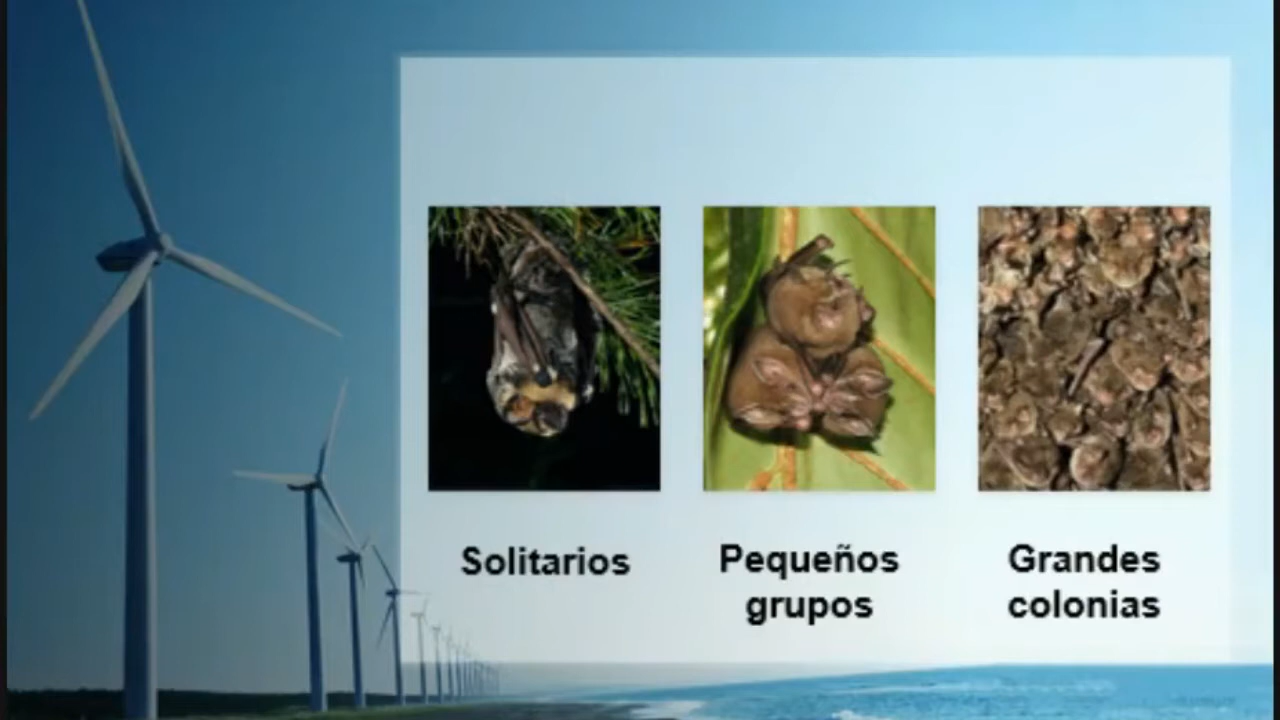 Solitarios
Pequeños
grupos
Grandes
colonias